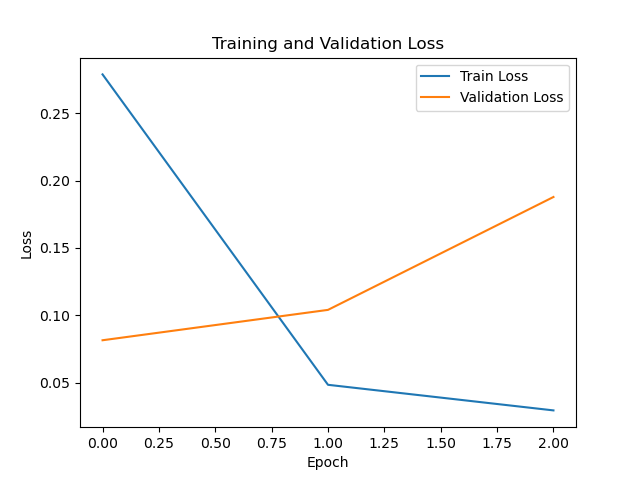 Training and Validation Loss
Train Loss
Validation Loss
0.25
0.20
0.15
0.10
0.05
Loss
0.00 0.25 0.50 0.75 1.00 1.25 1.50 1.75 2.00
Epoch